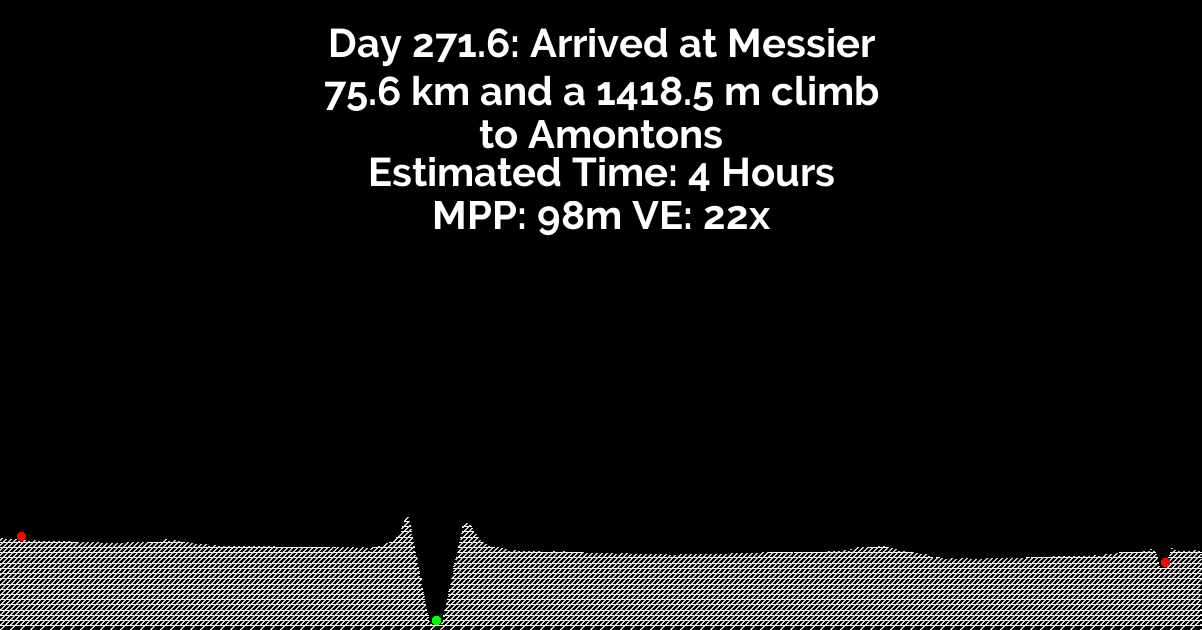 Day 271.6: Arrived at Messier
75.6 km and a 1418.5 m climb
to Amontons
Estimated Time: 4 Hours
MPP: 98m VE: 22x